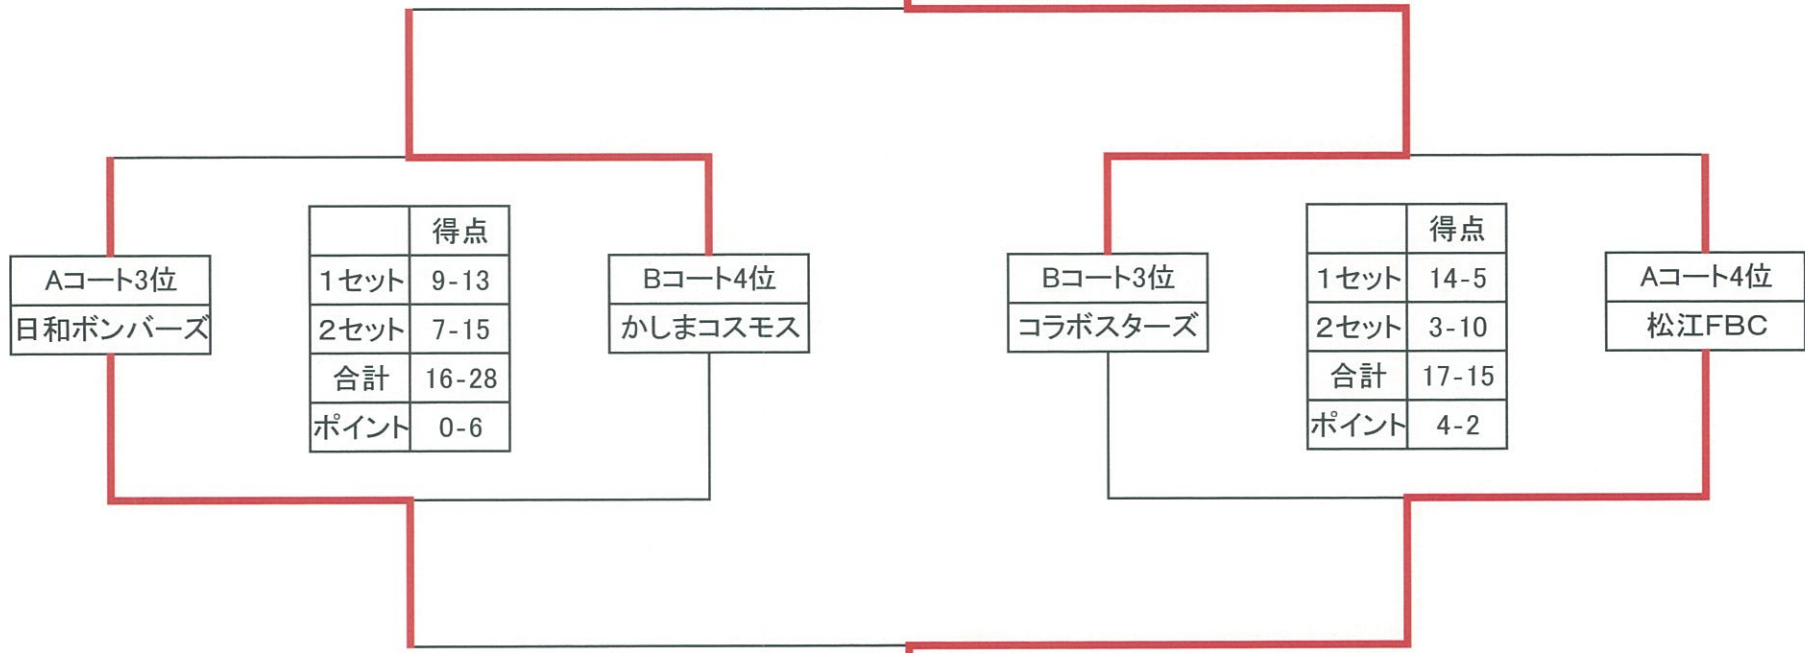 得点
1セット 9-13
2セット 7-15
合計 16-28
ポイント 0-6
Aコート3位
日和ボンバーズ
Bコート4位
かしまコスモス
Bコート3位
コラボスターズ
得点
1セット 14-5
2セット 3-10
合計 17-15
ポイント 4-2
Aコート4位
松江FBC